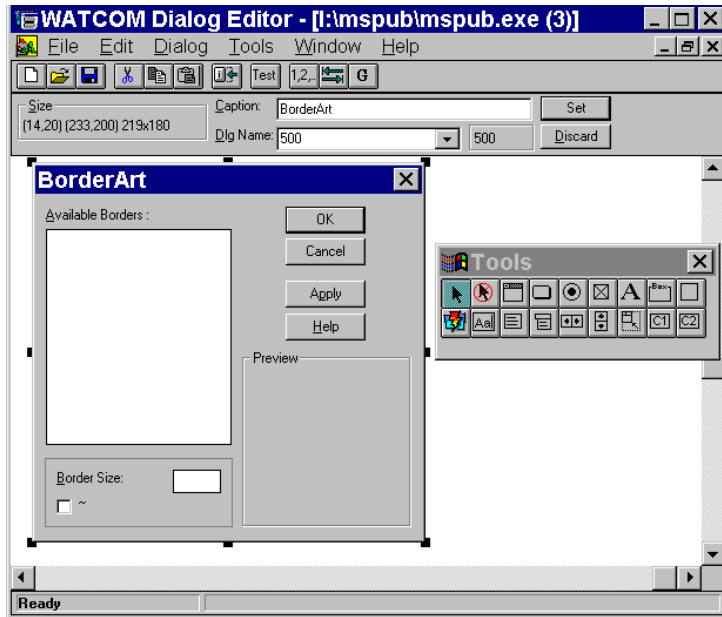 WATCOM Dialog Editor - [I:\mspub\mspub.exe (3)]
File Edit Dialog Tools Window Help
Test 1,2,.. G
Size
(14,20) (233,200) 219x180
Caption: BorderArt
Set
Dlg Name: 500
500
Discard
BorderArt
Available Borders :
OK
Cancel
Apply
Help
Preview
Border Size:
~
Tools
A Box
Aa C1 C2
Ready